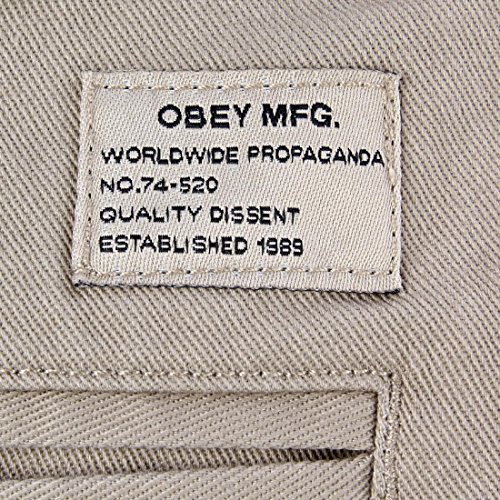 OBEY MFG.
WORLDWIDE PROPAGANDA
NO.74-520
QUALITY DISSENT
ESTABLISHED 1989